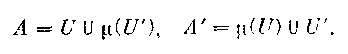 A = U ∪ μ(U′), A′ = μ(U) ∪ U′.